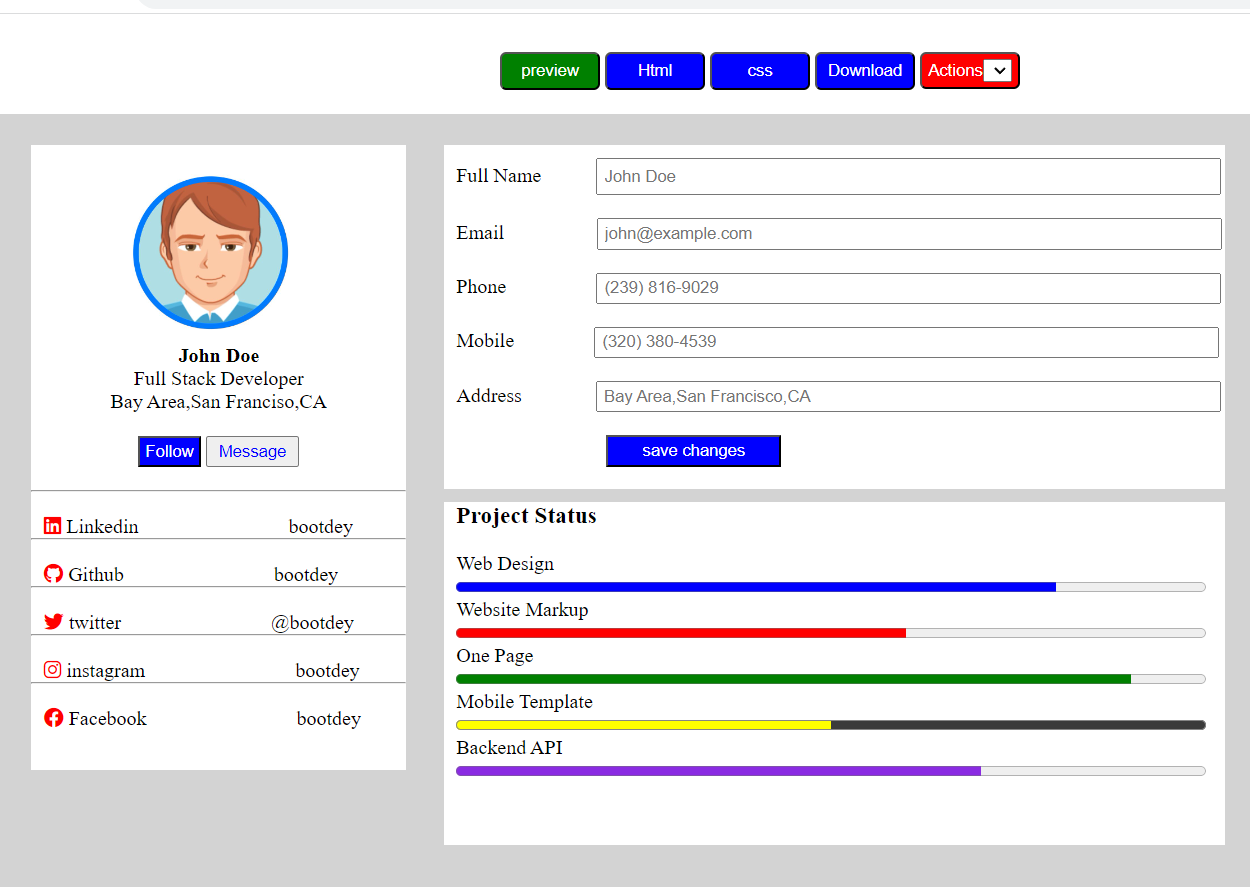 preview Html css Download Actions
John Doe
Full Stack Developer
Bay Area,San Franciso,CA
Follow Message
Linkedin bootdey
Github bootdey
twitter @bootdey
instagram bootdey
Facebook bootdey
Full Name John Doe
Email john@example.com
Phone (239) 816-9029
Mobile (320) 380-4539
Address Bay Area,San Francisco,CA
save changes
Project Status
Web Design
Website Markup
One Page
Mobile Template
Backend API